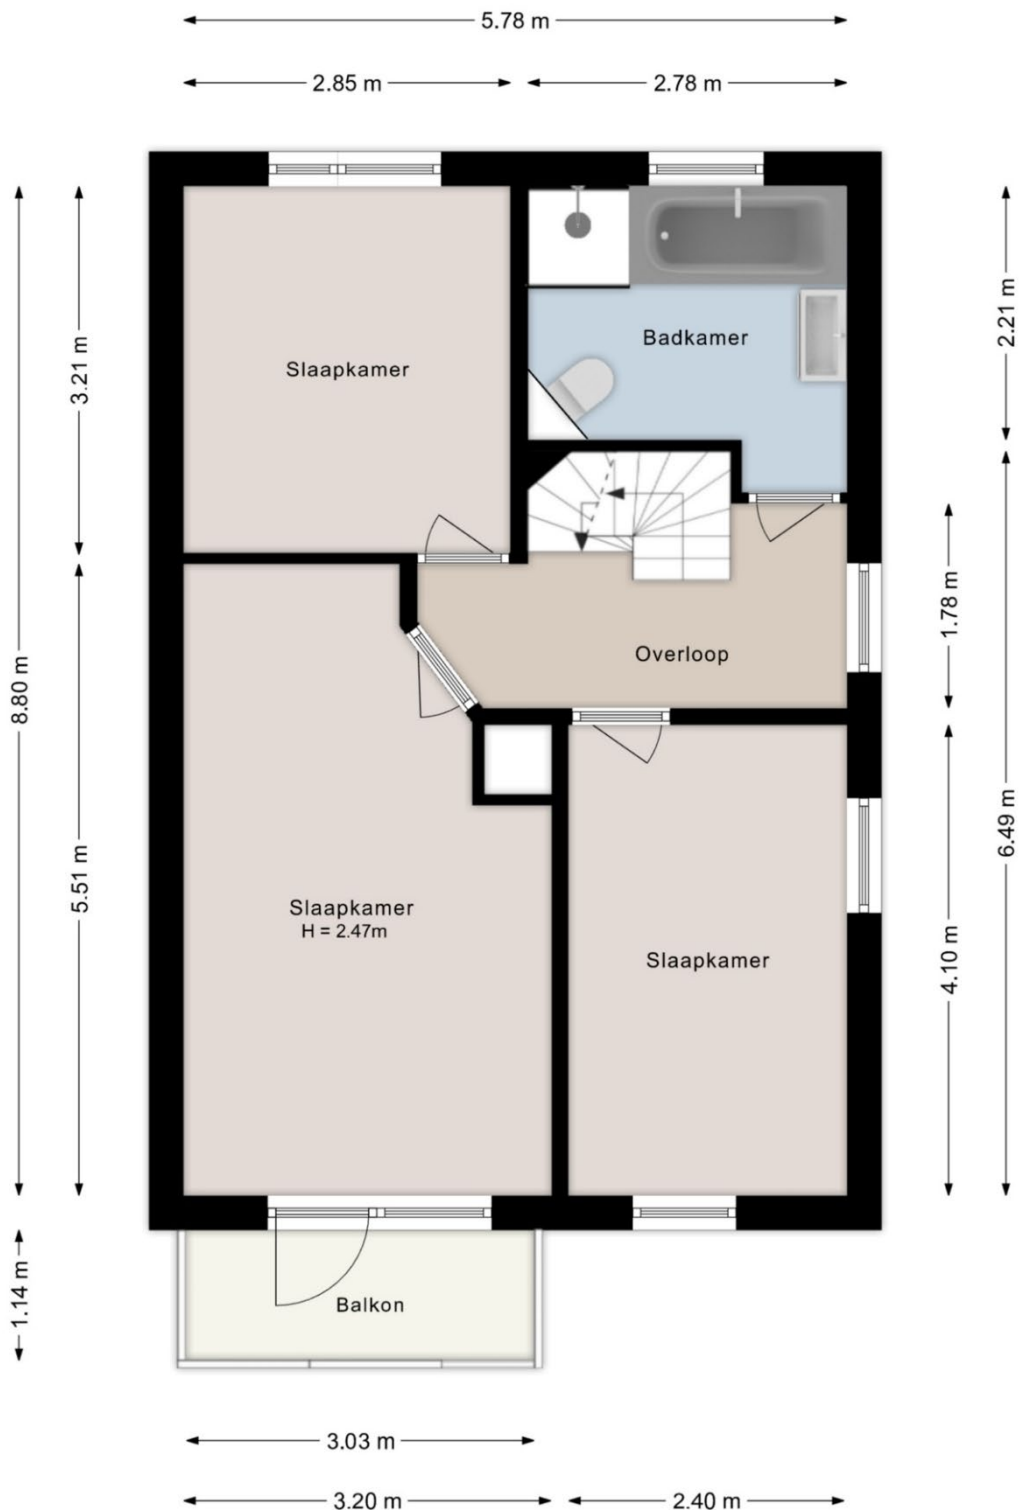 5.78 m
2.85 m
2.78 m
3.21 m
2.21 m
Slaapkamer
Badkamer
8.80 m
1.78 m
Overloop
5.51 m
6.49 m
Slaapkamer
H = 2.47m
Slaapkamer
4.10 m
1.14 m
Balkon
3.03 m
3.20 m
2.40 m